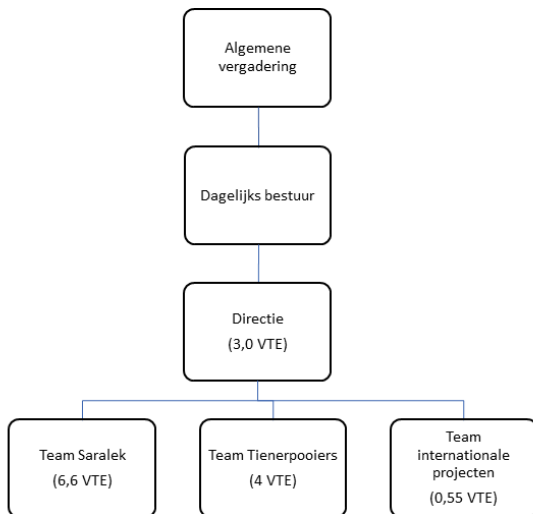 Algemene
vergadering
Dagelijks bestuur
Directie
(3,0 VTE)
Team Saralek
(6,6 VTE)
Team Tienerpooiers
(4 VTE)
Team
internationale
projecten
(0,55 VTE)